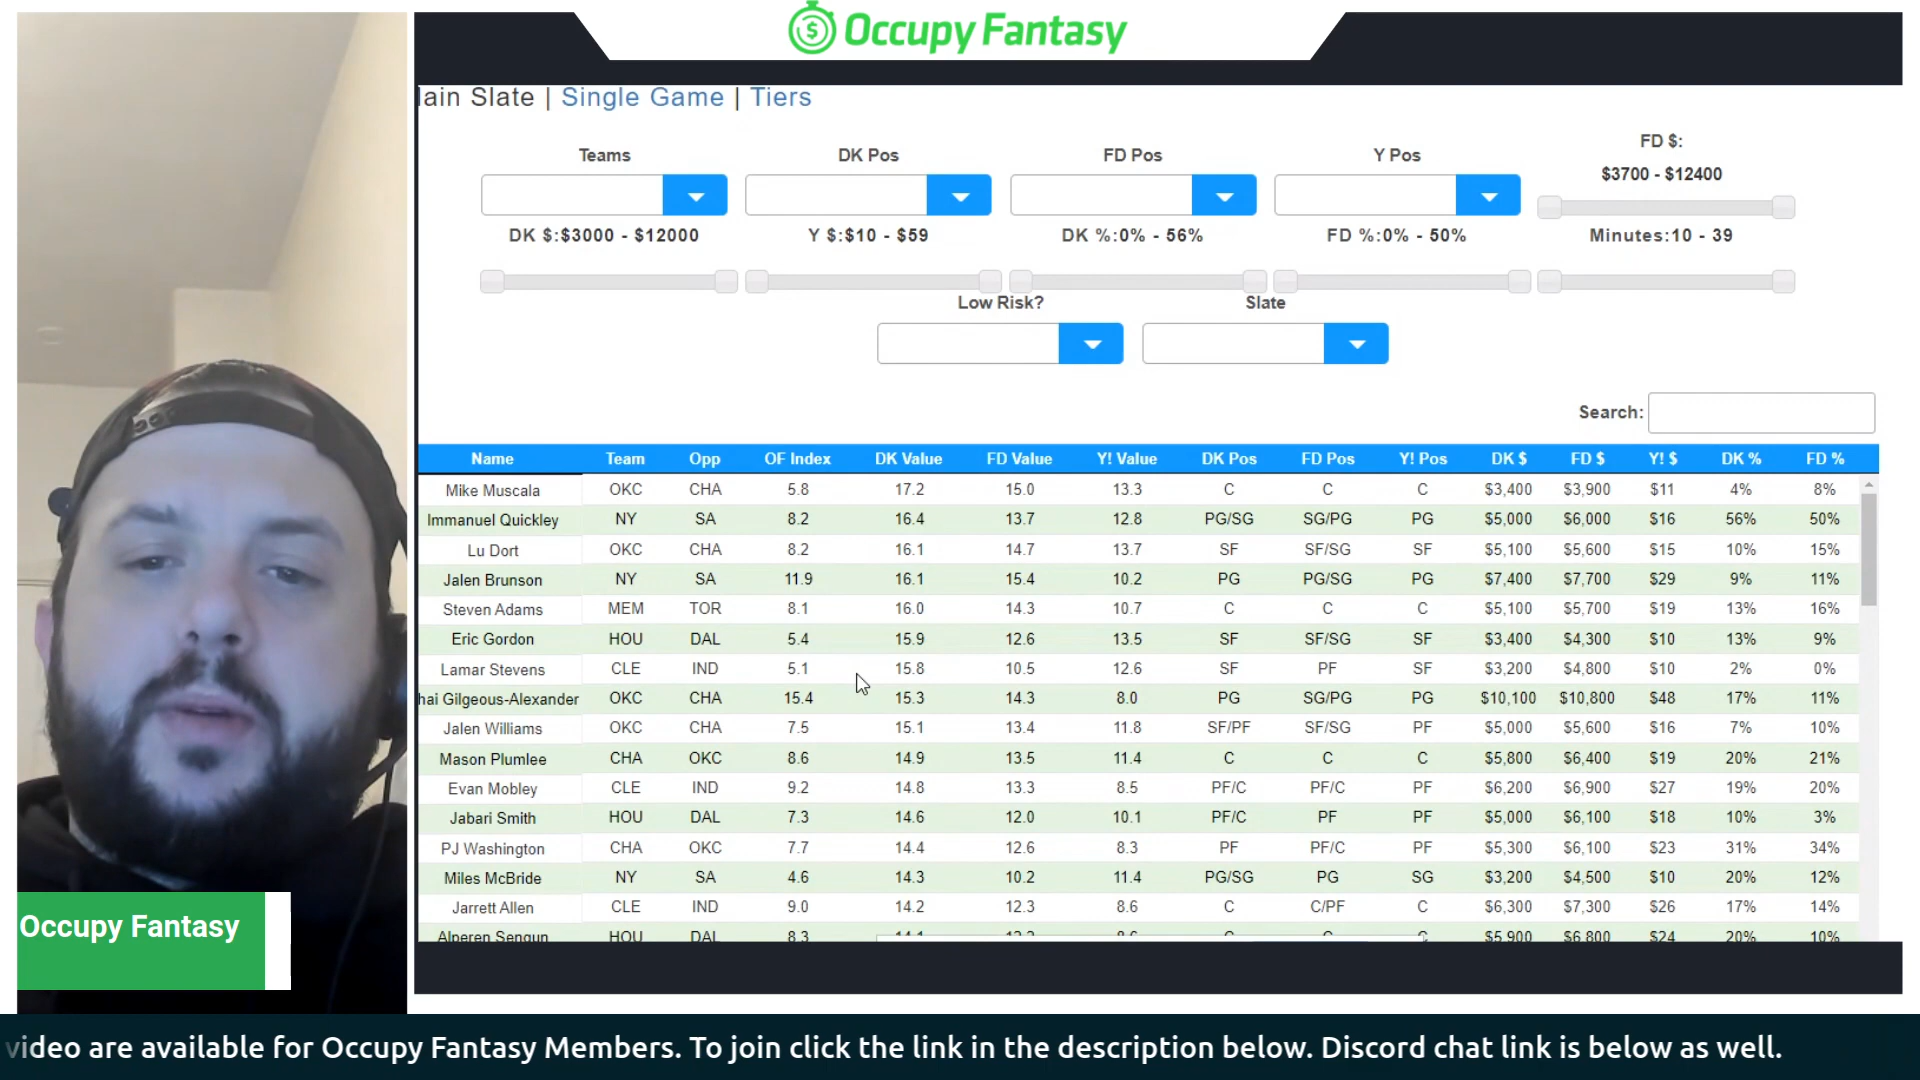 Occupy Fantasy
ain Slate | Single Game | Tiers
Teams DK Pos FD Pos Y Pos FD $:
$3700 - $12400
DK $:$3000 - $12000 Y $:$10 - $59 DK %:0% - 56% FD %:0% - 50% Minutes:10 - 39
Low Risk? Slate
Search:
Name Team Opp OF Index DK Value FD Value Y! Value DK Pos FD Pos Y! Pos DK $ FD $ Y! $ DK % FD %
Mike Muscala OKC CHA 5.8 17.2 15.0 13.3 C C C $3,400 $3,900 $11 4% 8%
Immanuel Quickley NY SA 8.2 16.4 13.7 12.8 PG/SG SG/PG PG $5,000 $6,000 $16 56% 50%
Lu Dort OKC CHA 8.2 16.1 14.7 13.7 SF SF/SG SF $5,100 $5,600 $15 10% 15%
Jalen Brunson NY SA 11.9 16.1 15.4 10.2 PG PG/SG PG $7,400 $7,700 $29 9% 11%
Steven Adams MEM TOR 8.1 16.0 14.3 10.7 C C C $5,100 $5,700 $19 13% 16%
Eric Gordon HOU DAL 5.4 15.9 12.6 13.5 SF SF/SG SF $3,400 $4,300 $10 13% 9%
Lamar Stevens CLE IND 5.1 15.8 10.5 12.6 SF PF SF $3,200 $4,800 $10 2% 0%
hai Gilgeous-Alexander OKC CHA 15.4 15.3 14.3 8.0 PG SG/PG PG $10,100 $10,800 $48 17% 11%
Jalen Williams OKC CHA 7.5 15.1 13.4 11.8 SF/PF SF/SG PF $5,000 $5,600 $16 7% 10%
Mason Plumlee CHA OKC 8.6 14.9 13.5 11.4 C C C $5,800 $6,400 $19 20% 21%
Evan Mobley CLE IND 9.2 14.8 13.3 8.5 PF/C PF/C PF $6,200 $6,900 $27 19% 20%
Jabari Smith HOU DAL 7.3 14.6 12.0 10.1 PF/C PF PF $5,000 $6,100 $18 10% 3%
PJ Washington CHA OKC 7.7 14.4 12.6 8.3 PF PF/C PF $5,300 $6,100 $23 31% 34%
Miles McBride NY SA 4.6 14.3 10.2 11.4 PG/SG PG SG $3,200 $4,500 $10 20% 12%
Jarrett Allen CLE IND 9.0 14.2 12.3 8.6 C C/PF C $6,300 $7,300 $26 17% 14%
Alperen Sengun HOU DAL 8.3 $5,900 $6,800 $24 20% 10%
Occupy Fantasy
video are available for Occupy Fantasy Members. To join click the link in the description below. Discord chat link is below as well.